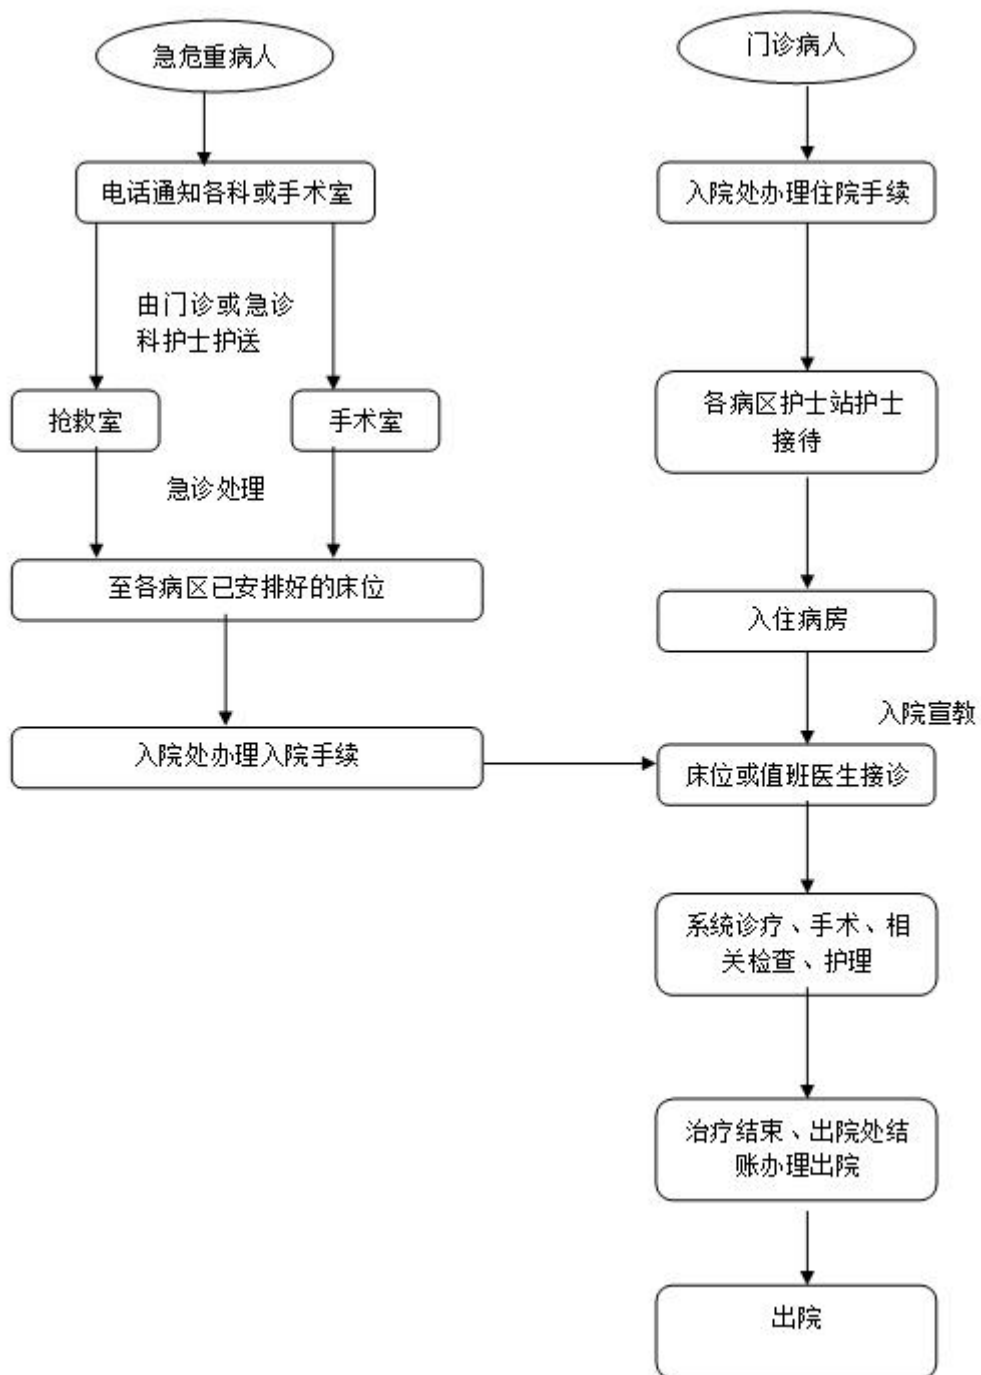 急危重病人
电话通知各科或手术室
由门诊或急诊
科护士护送
抢救室
手术室
急诊处理
至各病区已安排好的床位
入院处办理入院手续
门诊病人
入院处办理住院手续
各病区护士站护士
接待
入住病房
入院宣教
床位或值班医生接诊
系统诊疗、手术、相
关检查、护理
治疗结束、出院处结
账办理出院
出院